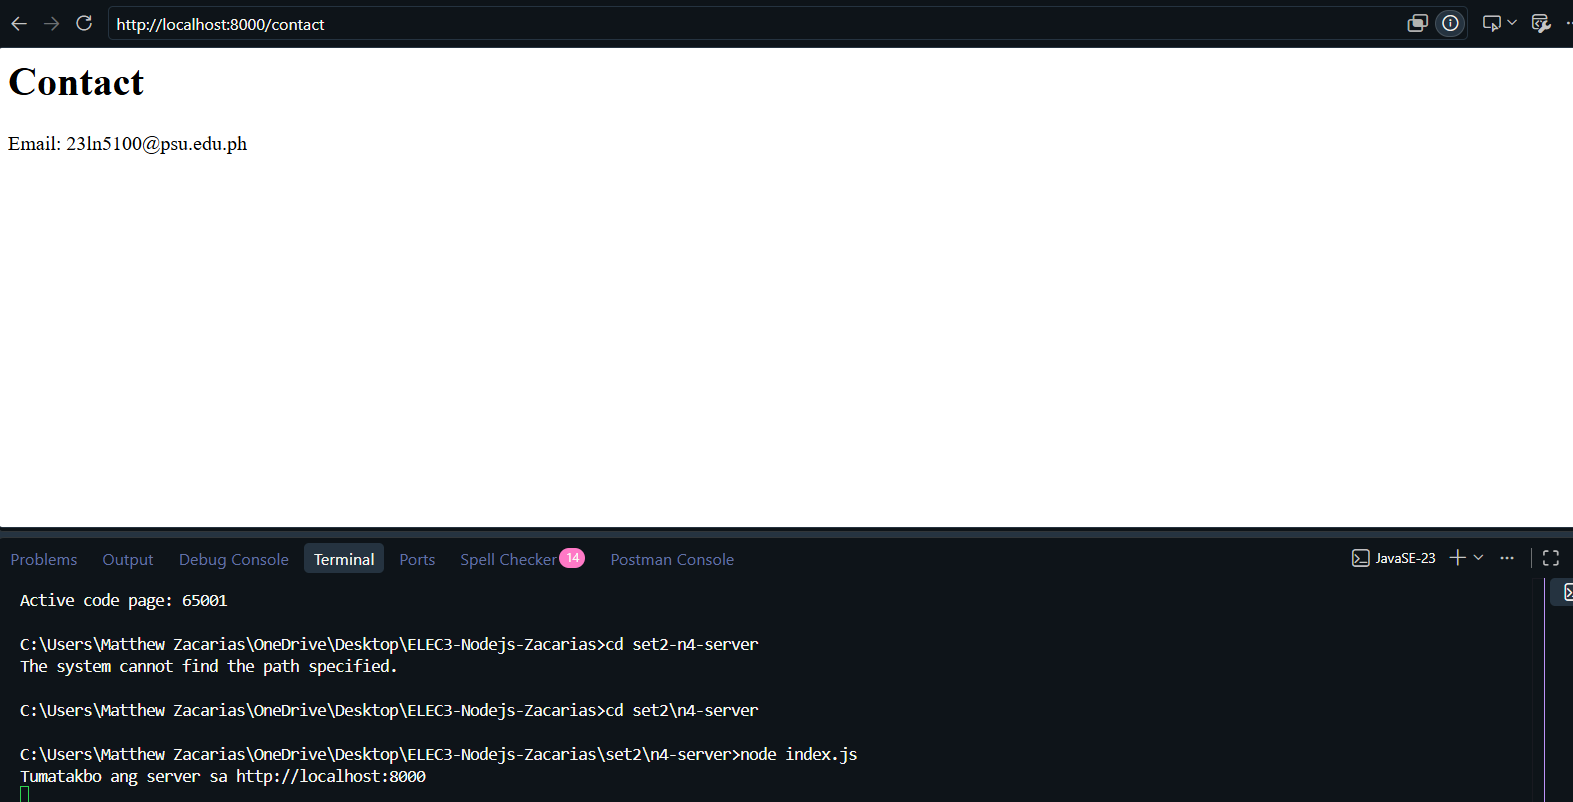 http://localhost:8000/contact
Contact
Email: 23ln5100@psu.edu.ph
Problems Output Debug Console Terminal Ports Spell Checker 14 Postman Console JavaSE-23
Active code page: 65001
C:\Users\Matthew Zacarias\OneDrive\Desktop\ELEC3-Nodejs-Zacarias>cd set2-n4-server
The system cannot find the path specified.
C:\Users\Matthew Zacarias\OneDrive\Desktop\ELEC3-Nodejs-Zacarias>cd set2\n4-server
C:\Users\Matthew Zacarias\OneDrive\Desktop\ELEC3-Nodejs-Zacarias\set2\n4-server>node index.js
Tumatakbo ang server sa http://localhost:8000